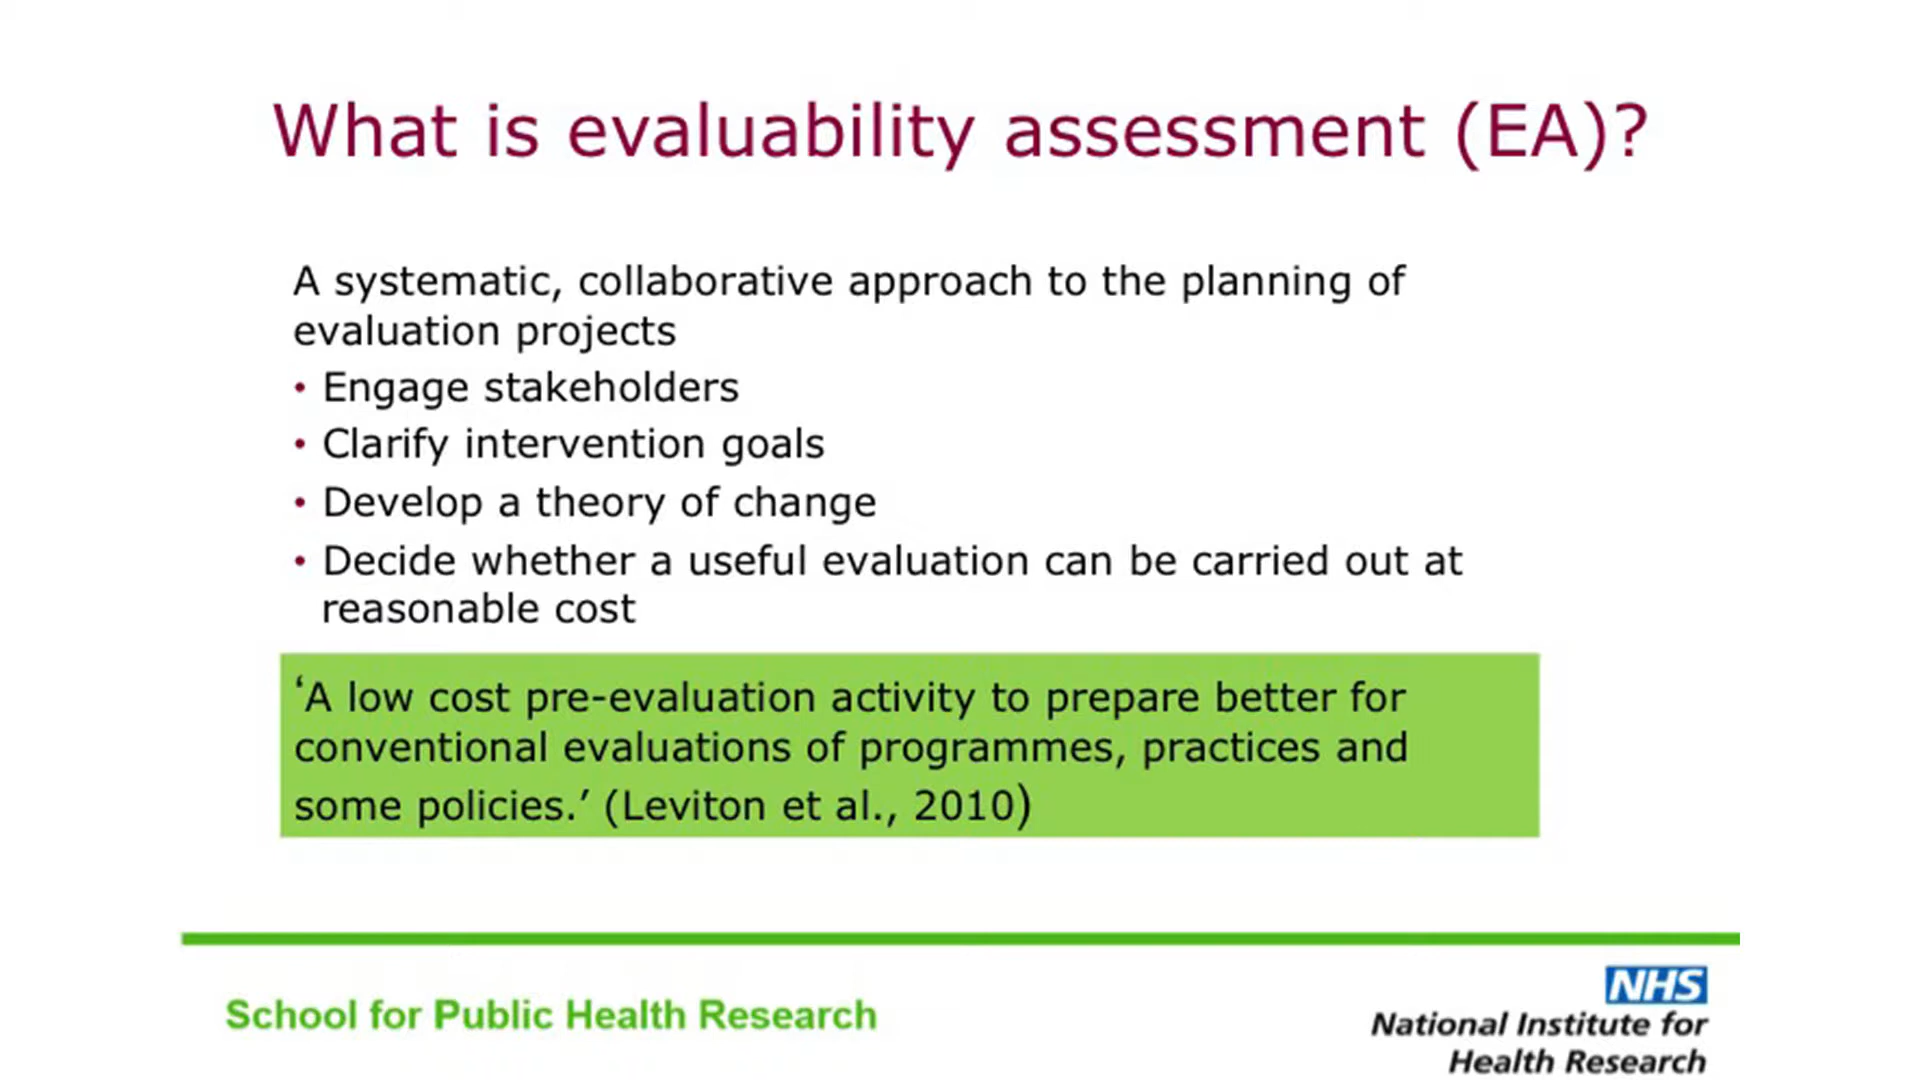 What is evaluability assessment (EA)?
A systematic, collaborative approach to the planning of
evaluation projects
• Engage stakeholders
• Clarify intervention goals
• Develop a theory of change
• Decide whether a useful evaluation can be carried out at
reasonable cost
‘A low cost pre-evaluation activity to prepare better for
conventional evaluations of programmes, practices and
some policies.’ (Leviton et al., 2010)
School for Public Health Research
NHS
National Institute for
Health Research